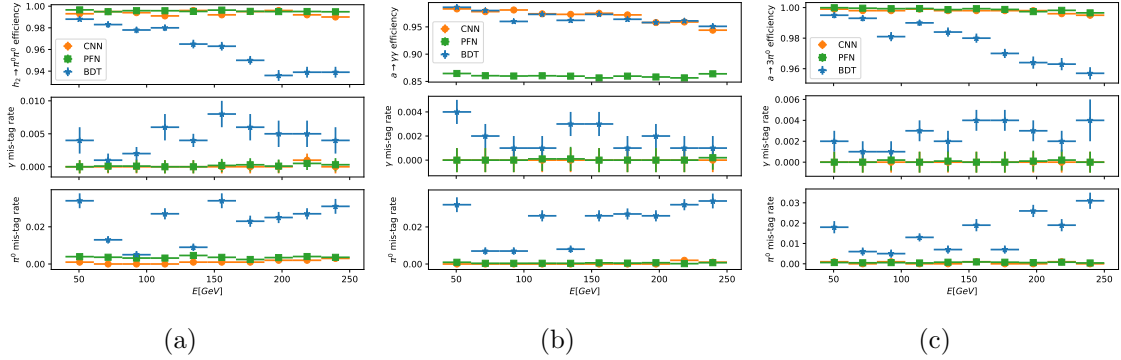 h₂ → π⁰π⁰ efficiency
1.00
0.98
0.96
0.94
CNN
PFN
BDT
γ mis-tag rate
0.010
0.005
0.000
π⁰ mis-tag rate
0.02
0.00
50 100 150 200 250
E[GeV]
(a)
a → γγ efficiency
0.95
0.90
0.85
CNN
PFN
BDT
γ mis-tag rate
0.004
0.002
0.000
π⁰ mis-tag rate
0.02
0.00
50 100 150 200 250
E[GeV]
(b)
a → 3π⁰ efficiency
1.00
0.98
0.96
CNN
PFN
BDT
γ mis-tag rate
0.006
0.004
0.002
0.000
π⁰ mis-tag rate
0.03
0.02
0.01
0.00
50 100 150 200 250
E[GeV]
(c)